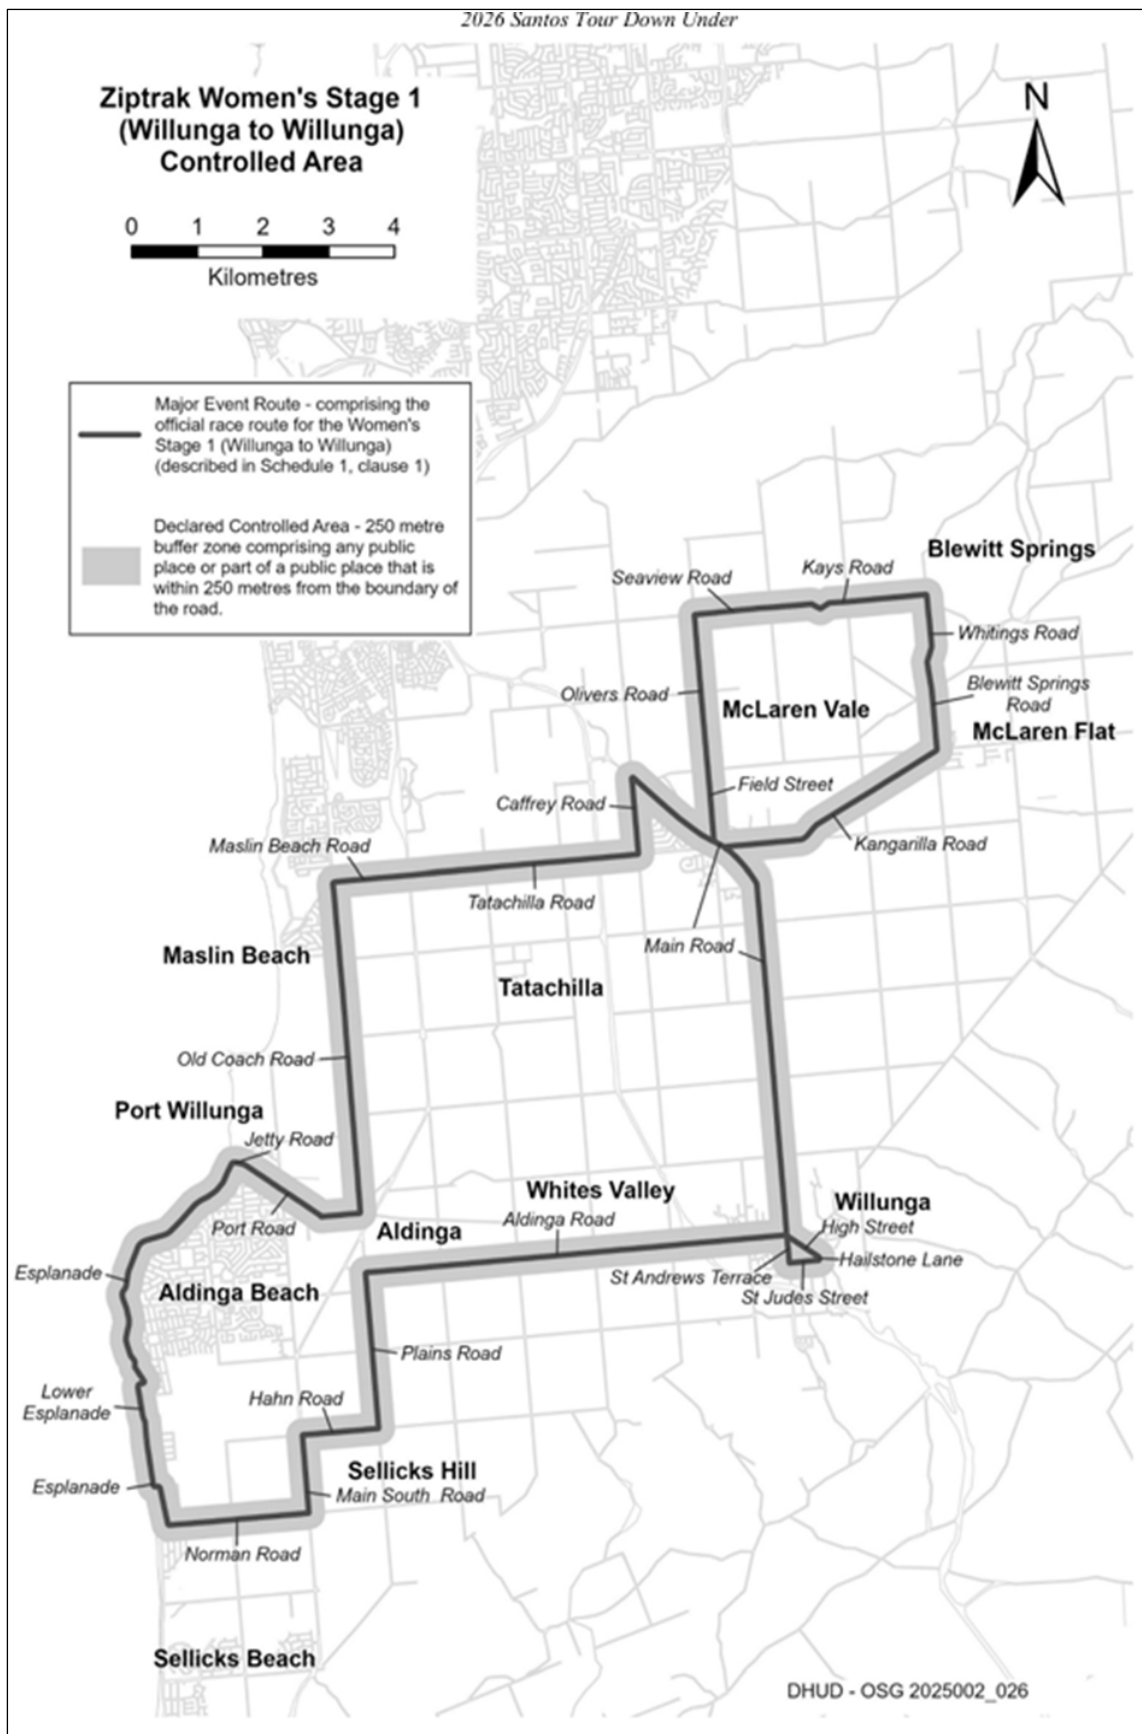 2026 Santos Tour Down Under
Ziptrak Women's Stage 1
(Willunga to Willunga)
Controlled Area
N
0 1 2 3 4
Kilometres
Major Event Route - comprising the
official race route for the Women's
Stage 1 (Willunga to Willunga)
(described in Schedule 1, clause 1)
Declared Controlled Area - 250 metre
buffer zone comprising any public
place or part of a public place that is
within 250 metres from the boundary of
the road.
Blewitt Springs
Kays Road
Seaview Road
Whitings Road
Blewitt Springs
Road
Olivers Road
McLaren Vale
McLaren Flat
Field Street
Caffrey Road
Maslin Beach Road
Kangarilla Road
Tatachilla Road
Main Road
Maslin Beach
Tatachilla
Old Coach Road
Port Willunga
Jetty Road
Whites Valley
Willunga
Port Road
Aldinga
Aldinga Road
High Street
Hailstone Lane
Esplanade
Aldinga Beach
St Andrews Terrace
St Judes Street
Plains Road
Lower
Esplanade
Hahn Road
Sellicks Hill
Esplanade
Main South Road
Norman Road
Sellicks Beach
DHUD - OSG 2025002_026